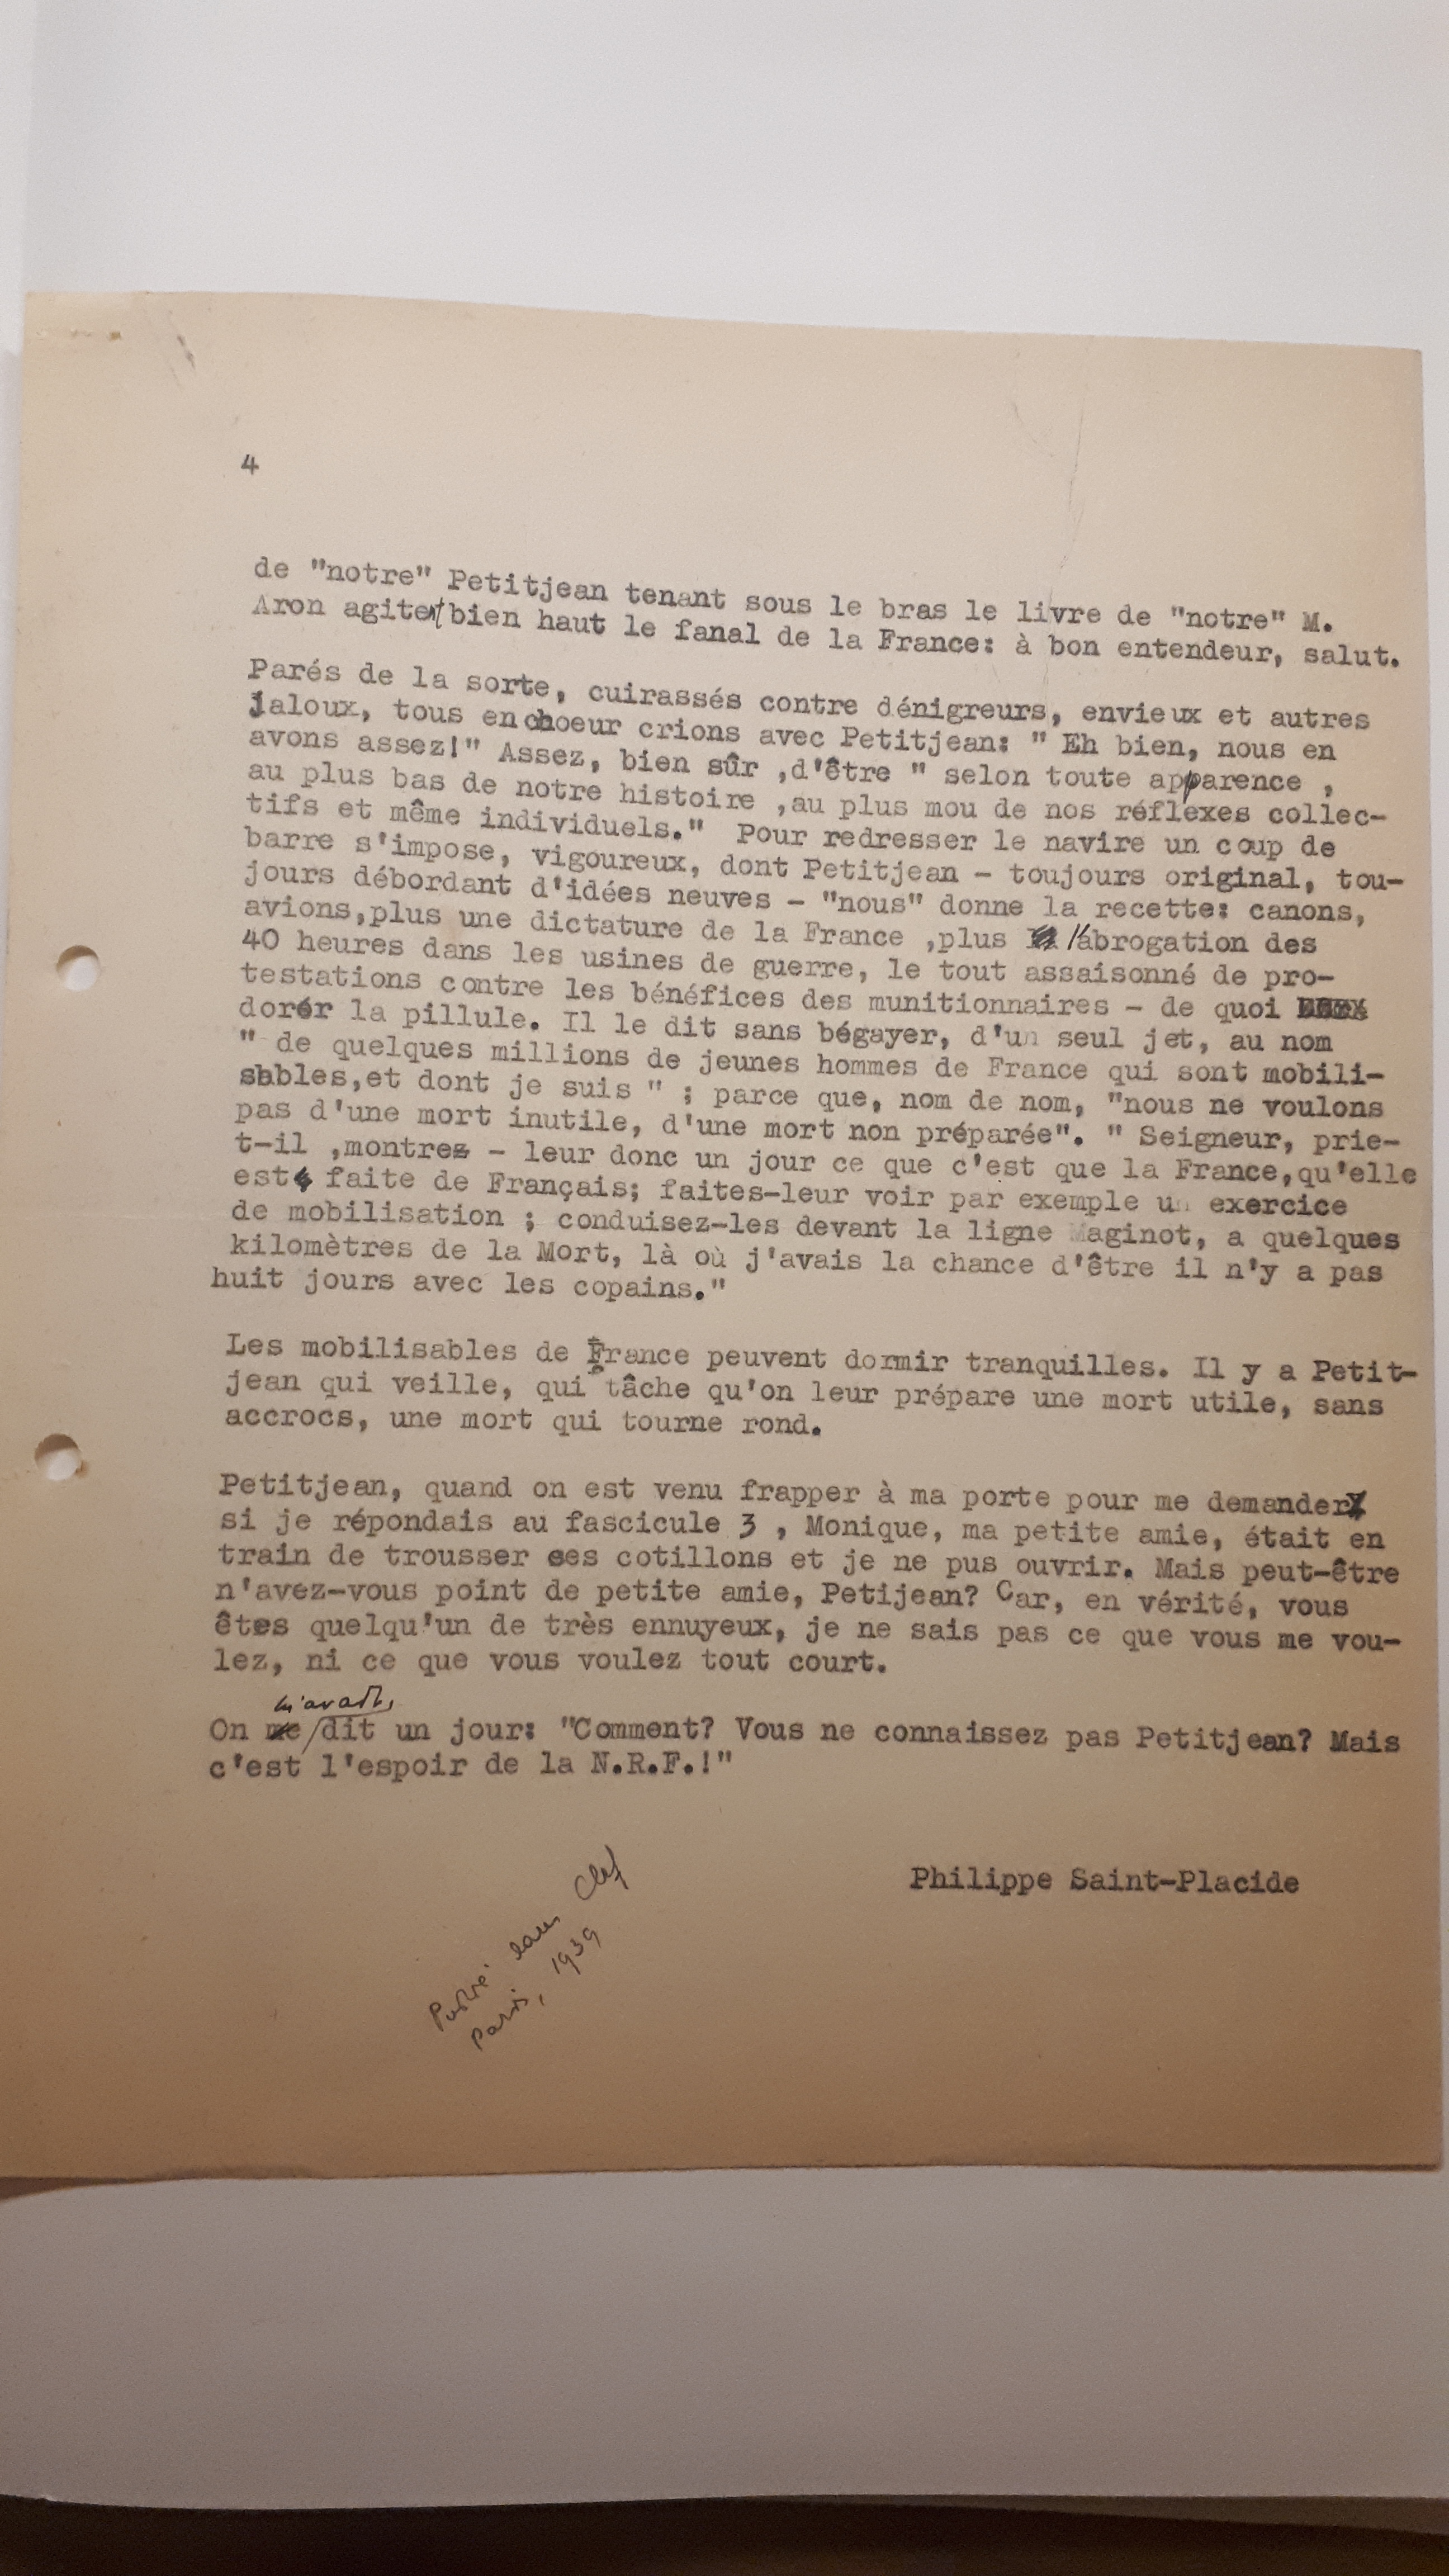 4
de "notre" Petitjean tenant sous le bras le livre de "notre" M.
Aron agiter bien haut le fanal de la France: à bon entendeur, salut.
Parés de la sorte, cuirassés contre dénigreurs, envieux et autres
jaloux, tous en choeur crions avec Petitjean: " Eh bien, nous en
avons assez!" Assez, bien sûr ,d'être " selon toute apparence ,
au plus bas de notre histoire ,au plus mou de nos réflexes collec-
tifs et même individuels." Pour redresser le navire un coup de
barre s'impose, vigoureux, dont Petitjean - toujours original, tou-
jours débordant d'idées neuves - "nous" donne la recette: canons,
avions,plus une dictature de la France ,plus l'abrogation des
40 heures dans les usines de guerre, le tout assaisonné de pro-
testations contre les bénéfices des munitionnaires - de quoi
dorer la pillule. Il le dit sans bégayer, d'un seul jet, au nom
" de quelques millions de jeunes hommes de France qui sont mobili-
sables,et dont je suis " ; parce que, nom de nom, "nous ne voulons
pas d'une mort inutile, d'une mort non préparée". " Seigneur, prie-
t-il ,montrez - leur donc un jour ce que c'est que la France,qu'elle
est faite de Français; faites-leur voir par exemple un exercice
de mobilisation ; conduisez-les devant la ligne Maginot, a quelques
kilomètres de la Mort, là où j'avais la chance d'être il n'y a pas
huit jours avec les copains."
Les mobilisables de France peuvent dormir tranquilles. Il y a Petit-
jean qui veille, qui tâche qu'on leur prépare une mort utile, sans
accrocs, une mort qui tourne rond.
Petitjean, quand on est venu frapper à ma porte pour me demander
si je répondais au fascicule 3 , Monique, ma petite amie, était en
train de trousser ses cotillons et je ne pus ouvrir. Mais peut-être
n'avez-vous point de petite amie, Petijean? Car, en vérité, vous
êtes quelqu'un de très ennuyeux, je ne sais pas ce que vous me vou-
lez, ni ce que vous voulez tout court.
m'avait
On me dit un jour: "Comment? Vous ne connaissez pas Petitjean? Mais
c'est l'espoir de la N.R.F.!"
Philippe Saint-Placide
Publié dans Clef
Paris, 1939